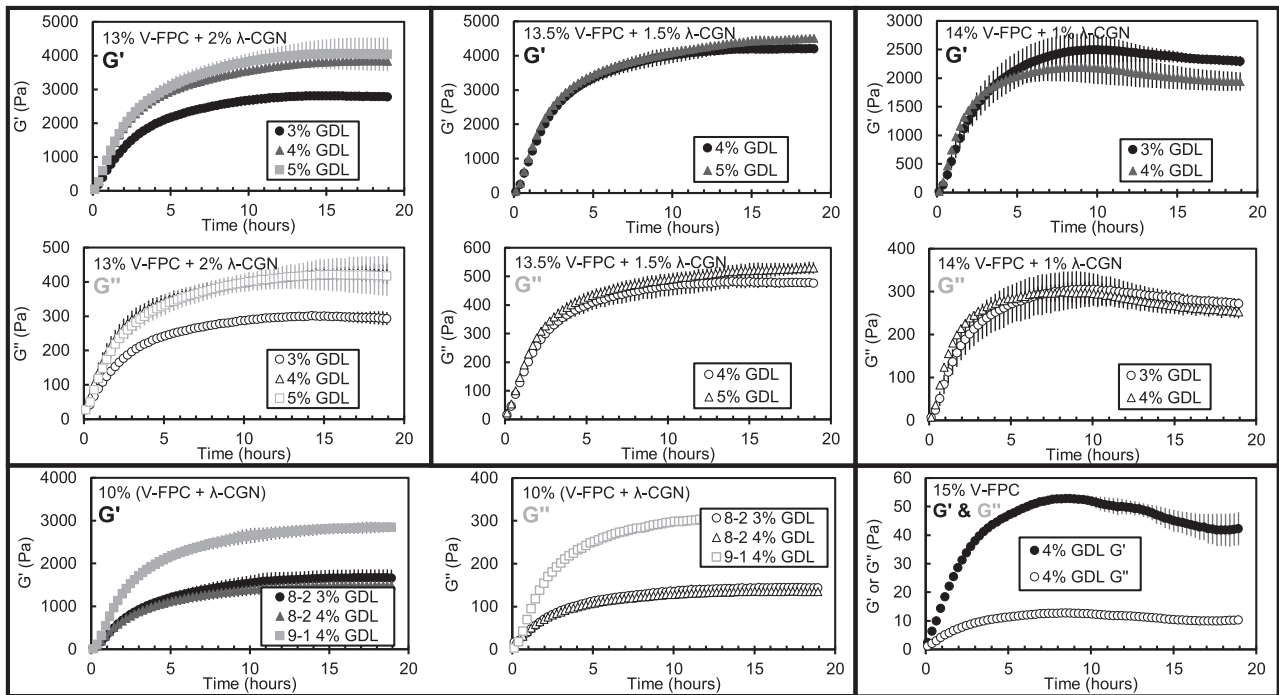 13% V-FPC + 2% λ-CGN
G'
G' (Pa)
5000
4000
3000
2000
1000
0
3% GDL
4% GDL
5% GDL
0 5 10 15 20
Time (hours)
13.5% V-FPC + 1.5% λ-CGN
G'
G' (Pa)
5000
4000
3000
2000
1000
0
4% GDL
5% GDL
0 5 10 15 20
Time (hours)
14% V-FPC + 1% λ-CGN
G'
G' (Pa)
3000
2500
2000
1500
1000
500
0
3% GDL
4% GDL
0 5 10 15 20
Time (hours)
13% V-FPC + 2% λ-CGN
G''
G'' (Pa)
500
400
300
200
100
0
3% GDL
4% GDL
5% GDL
0 5 10 15 20
Time (hours)
13.5% V-FPC + 1.5% λ-CGN
G''
G'' (Pa)
600
500
400
300
200
100
0
4% GDL
5% GDL
0 5 10 15 20
Time (hours)
14% V-FPC + 1% λ-CGN
G''
G'' (Pa)
400
300
200
100
0
3% GDL
4% GDL
0 5 10 15 20
Time (hours)
10% (V-FPC + λ-CGN)
G'
G' (Pa)
4000
3000
2000
1000
0
8-2 3% GDL
8-2 4% GDL
9-1 4% GDL
0 5 10 15 20
Time (hours)
10% (V-FPC + λ-CGN)
G''
G'' (Pa)
400
300
200
100
0
8-2 3% GDL
8-2 4% GDL
9-1 4% GDL
0 5 10 15 20
Time (hours)
15% V-FPC
G' & G''
G' or G'' (Pa)
60
50
40
30
20
10
0
4% GDL G'
4% GDL G''
0 5 10 15 20
Time (hours)